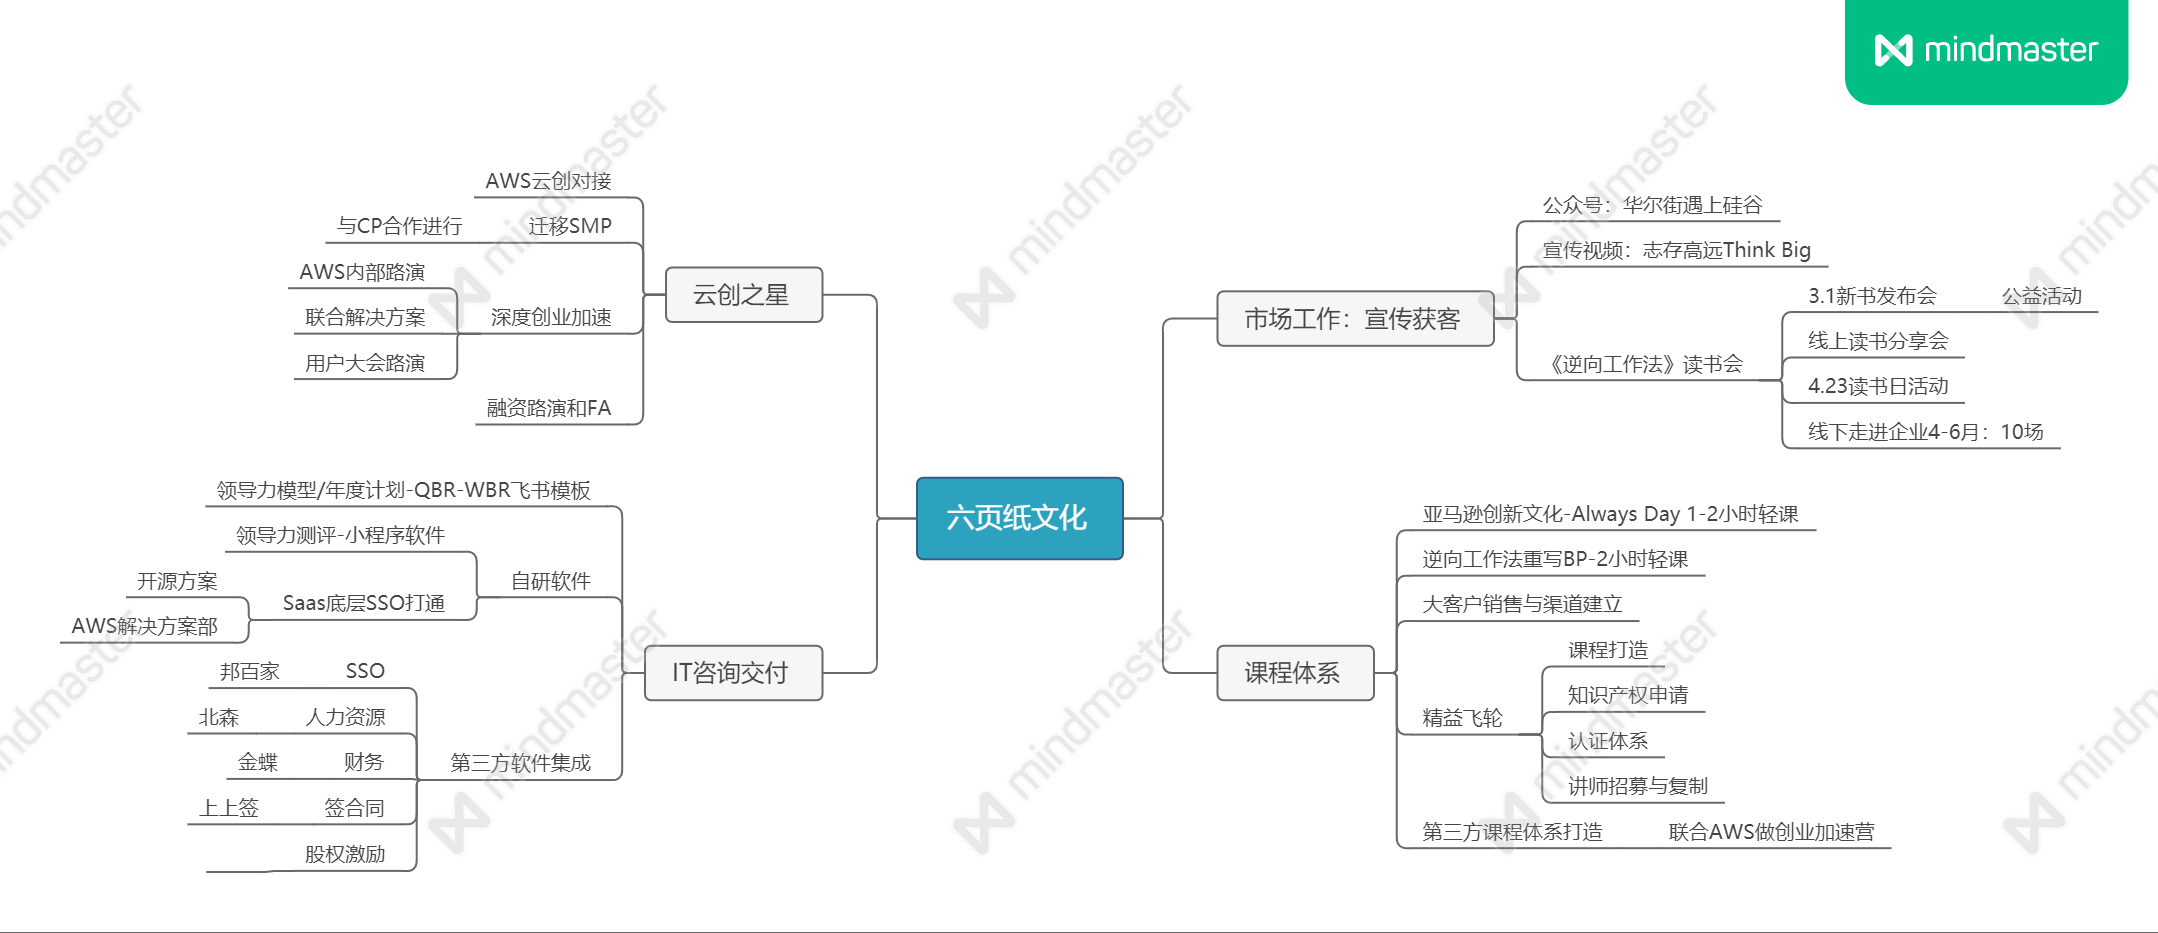 mindmaster
六页纸文化
市场工作：宣传获客
公众号：华尔街遇上硅谷
宣传视频：志存高远Think Big
《逆向工作法》读书会
3.1新书发布会
公益活动
线上读书分享会
4.23读书日活动
线下走进企业4-6月：10场
课程体系
亚马逊创新文化-Always Day 1-2小时轻课
逆向工作法重写BP-2小时轻课
大客户销售与渠道建立
精益飞轮
课程打造
知识产权申请
认证体系
讲师招募与复制
第三方课程体系打造
联合AWS做创业加速营
云创之星
AWS云创对接
迁移SMP
与CP合作进行
深度创业加速
AWS内部路演
联合解决方案
用户大会路演
融资路演和FA
IT咨询交付
领导力模型/年度计划-QBR-WBR飞书模板
自研软件
领导力测评-小程序软件
Saas底层SSO打通
开源方案
AWS解决方案部
第三方软件集成
SSO
邦百家
人力资源
北森
财务
金蝶
签合同
上上签
股权激励
mindmaster
mindmaster
mindmaster
mindmaster
mindmaster
mindmaster
mindmaster
mindmaster
mindmaster
mindmaster